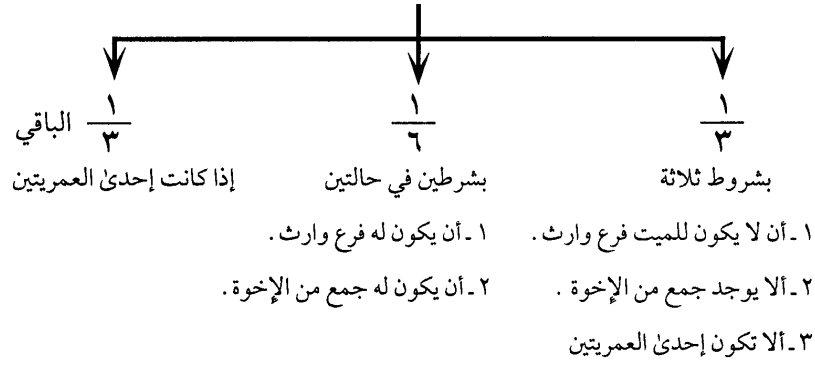 ١/٣
بشروط ثلاثة
١ ـ أن لا يكون للميت فرع وارث .
٢ ـ ألا يوجد جمع من الإخوة .
٣ ـ ألا تكون إحدىٰ العمريتين
١/٦
بشرطين في حالتين
١ ـ أن يكون له فرع وارث .
٢ ـ أن يكون له جمع من الإخوة .
١/٣ الباقي
إذا كانت إحدىٰ العمريتين